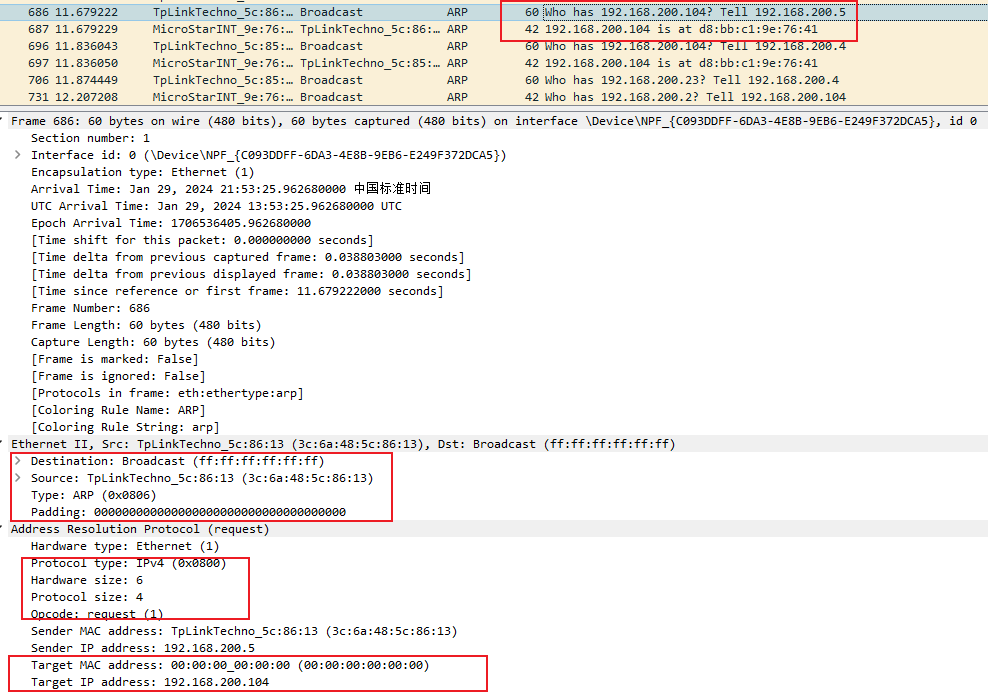 686 11.679222 TpLinkTechno_5c:86:… Broadcast ARP 60 Who has 192.168.200.104? Tell 192.168.200.5
687 11.679229 MicroStarINT_9e:76:… TpLinkTechno_5c:86:… ARP 42 192.168.200.104 is at d8:bb:c1:9e:76:41
696 11.836043 TpLinkTechno_5c:85:… Broadcast ARP 60 Who has 192.168.200.104? Tell 192.168.200.4
697 11.836050 MicroStarINT_9e:76:… TpLinkTechno_5c:85:… ARP 42 192.168.200.104 is at d8:bb:c1:9e:76:41
706 11.874449 TpLinkTechno_5c:85:… Broadcast ARP 60 Who has 192.168.200.23? Tell 192.168.200.4
731 12.207208 MicroStarINT_9e:76:… Broadcast ARP 42 Who has 192.168.200.2? Tell 192.168.200.104
Frame 686: 60 bytes on wire (480 bits), 60 bytes captured (480 bits) on interface \Device\NPF_{C093DDFF-6DA3-4E8B-9EB6-E249F372DCA5}, id 0
Section number: 1
Interface id: 0 (\Device\NPF_{C093DDFF-6DA3-4E8B-9EB6-E249F372DCA5})
Encapsulation type: Ethernet (1)
Arrival Time: Jan 29, 2024 21:53:25.962680000 中国标准时间
UTC Arrival Time: Jan 29, 2024 13:53:25.962680000 UTC
Epoch Arrival Time: 1706536405.962680000
[Time shift for this packet: 0.000000000 seconds]
[Time delta from previous captured frame: 0.038803000 seconds]
[Time delta from previous displayed frame: 0.038803000 seconds]
[Time since reference or first frame: 11.679222000 seconds]
Frame Number: 686
Frame Length: 60 bytes (480 bits)
Capture Length: 60 bytes (480 bits)
[Frame is marked: False]
[Frame is ignored: False]
[Protocols in frame: eth:ethertype:arp]
[Coloring Rule Name: ARP]
[Coloring Rule String: arp]
Ethernet II, Src: TpLinkTechno_5c:86:13 (3c:6a:48:5c:86:13), Dst: Broadcast (ff:ff:ff:ff:ff:ff)
Destination: Broadcast (ff:ff:ff:ff:ff:ff)
Source: TpLinkTechno_5c:86:13 (3c:6a:48:5c:86:13)
Type: ARP (0x0806)
Padding: 000000000000000000000000000000000000
Address Resolution Protocol (request)
Hardware type: Ethernet (1)
Protocol type: IPv4 (0x0800)
Hardware size: 6
Protocol size: 4
Opcode: request (1)
Sender MAC address: TpLinkTechno_5c:86:13 (3c:6a:48:5c:86:13)
Sender IP address: 192.168.200.5
Target MAC address: 00:00:00_00:00:00 (00:00:00:00:00:00)
Target IP address: 192.168.200.104